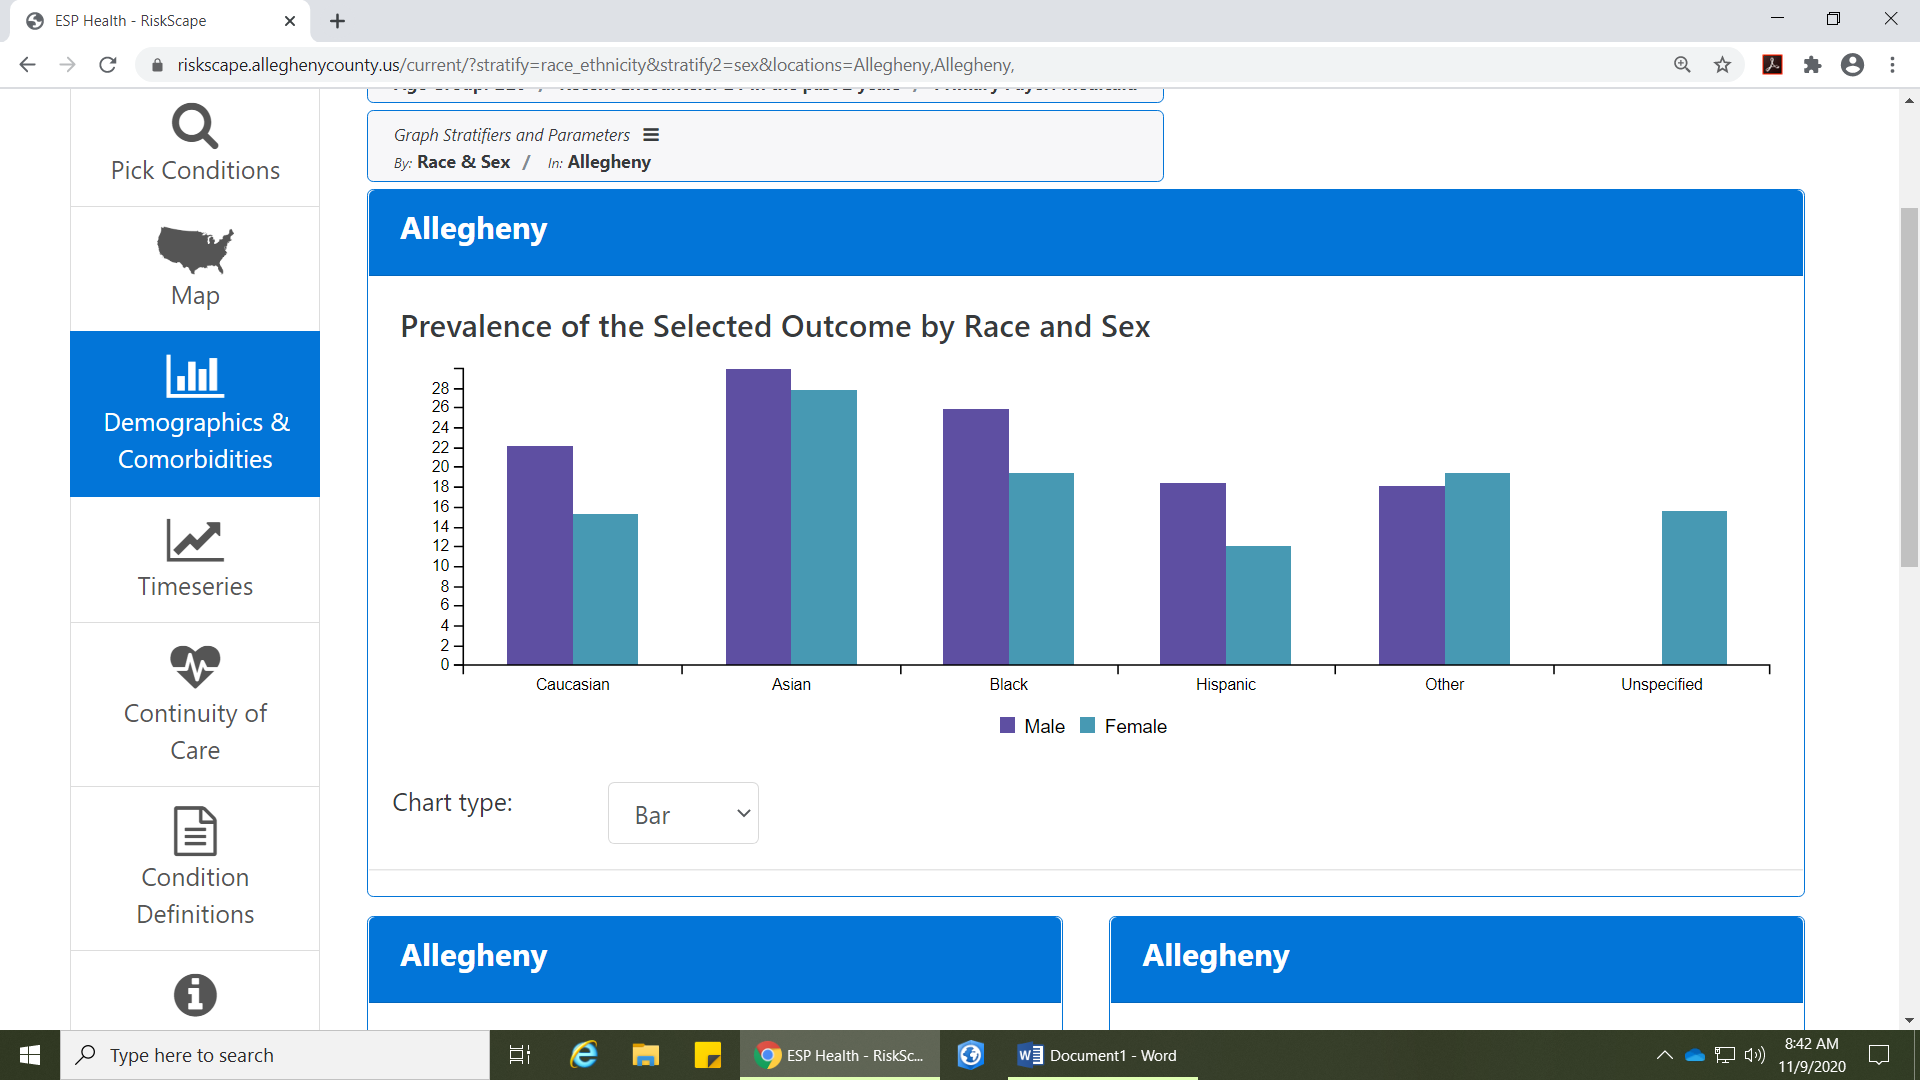 ESP Health - RiskScape
riskscape.alleghenycounty.us/current/?stratify=race_ethnicity&stratify2=sex&locations=Allegheny,Allegheny,
Graph Stratifiers and Parameters
By: Race & Sex / In: Allegheny
Pick Conditions
Map
Demographics &
Comorbidities
Timeseries
Continuity of
Care
Condition
Definitions
Allegheny
Prevalence of the Selected Outcome by Race and Sex
28
26
24
22
20
18
16
14
12
10
8
6
4
2
0
Caucasian Asian Black Hispanic Other Unspecified
Male Female
Chart type: Bar
Allegheny Allegheny
Type here to search
ESP Health - RiskSc...
Document1 - Word
8:42 AM
11/9/2020